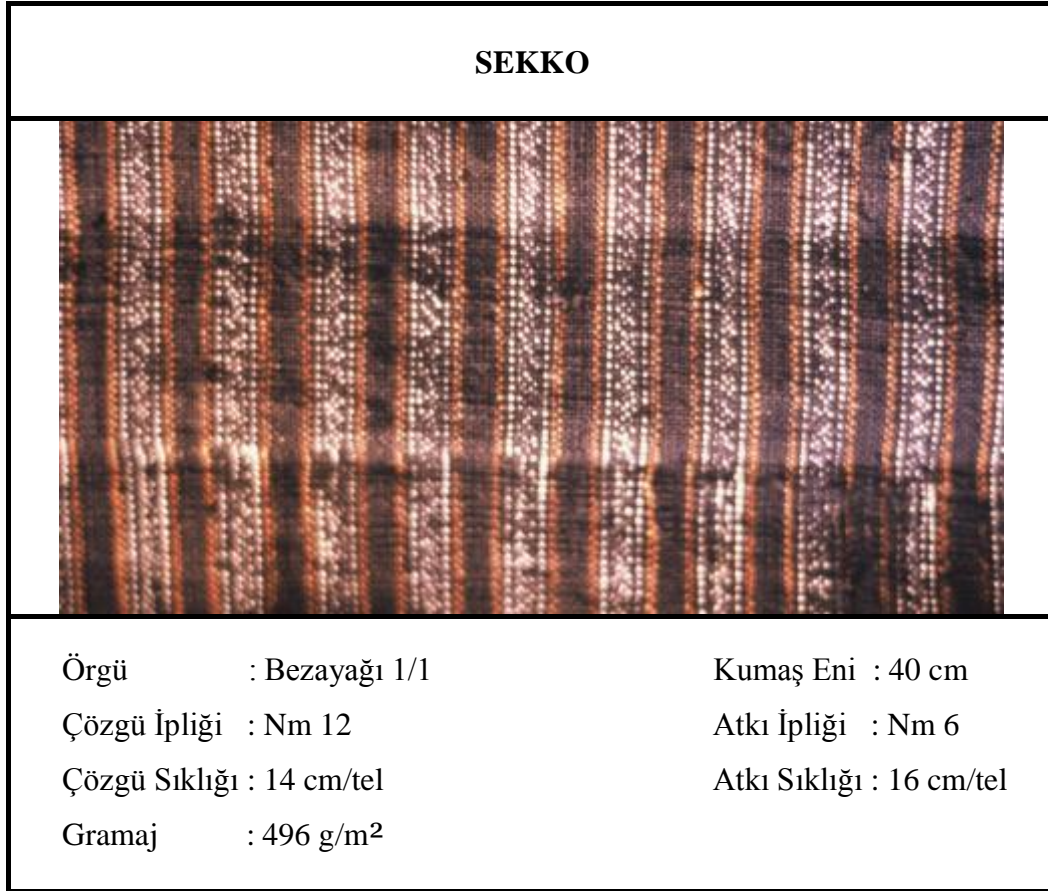 SEKKO
Örgü : Bezayağı 1/1
Kumaş Eni : 40 cm
Çözgü İpliği : Nm 12
Atkı İpliği : Nm 6
Çözgü Sıklığı : 14 cm/tel
Atkı Sıklığı : 16 cm/tel
Gramaj : 496 g/m²